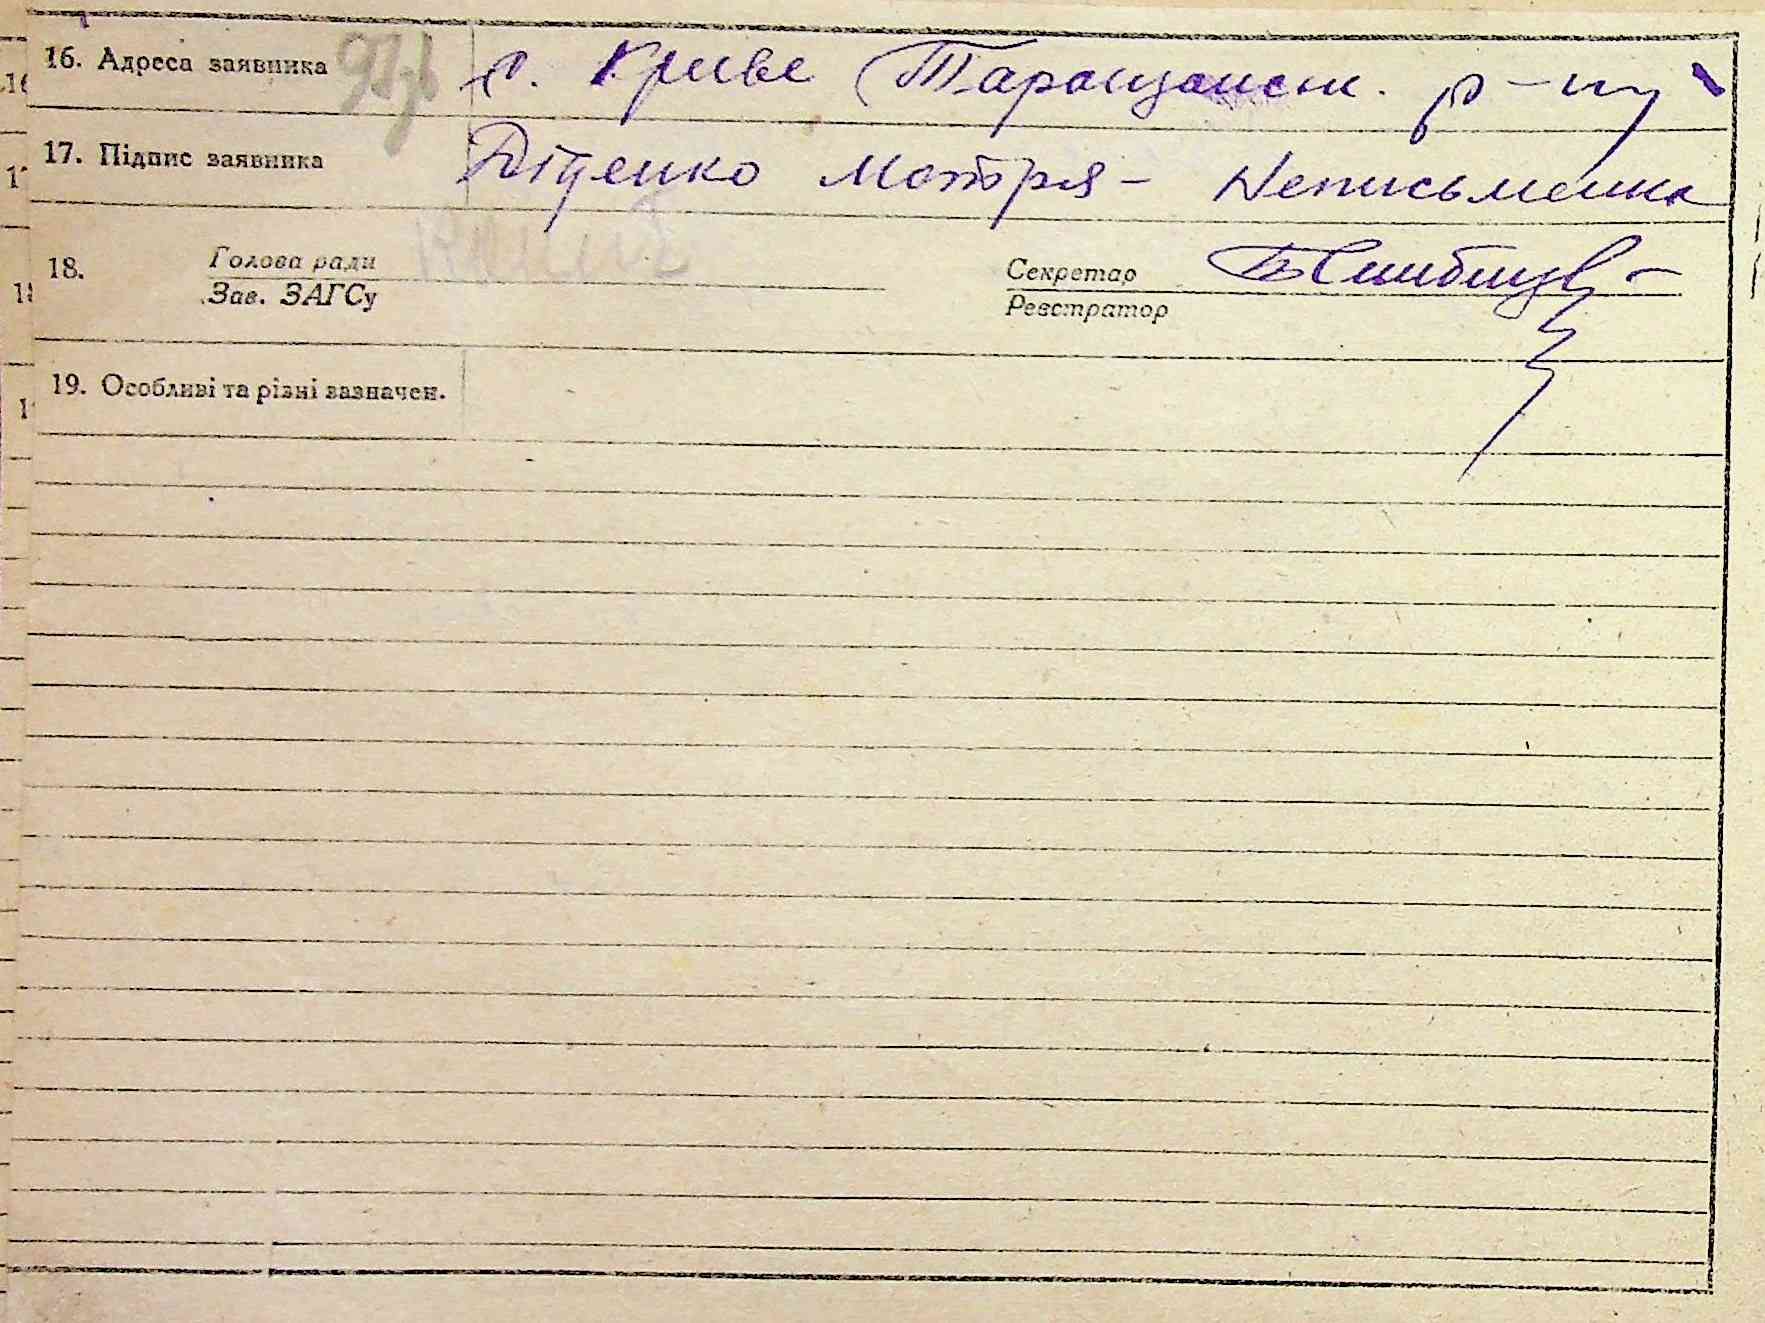 16. Адреса заявника с. Криве Таращанськ. р-ну
17. Підпис заявника Діденко Мотря - Неписьменна
18. Голова ради Секретар
Зав. ЗАГСу Реєстратор
19. Особливі та різні зазначен.